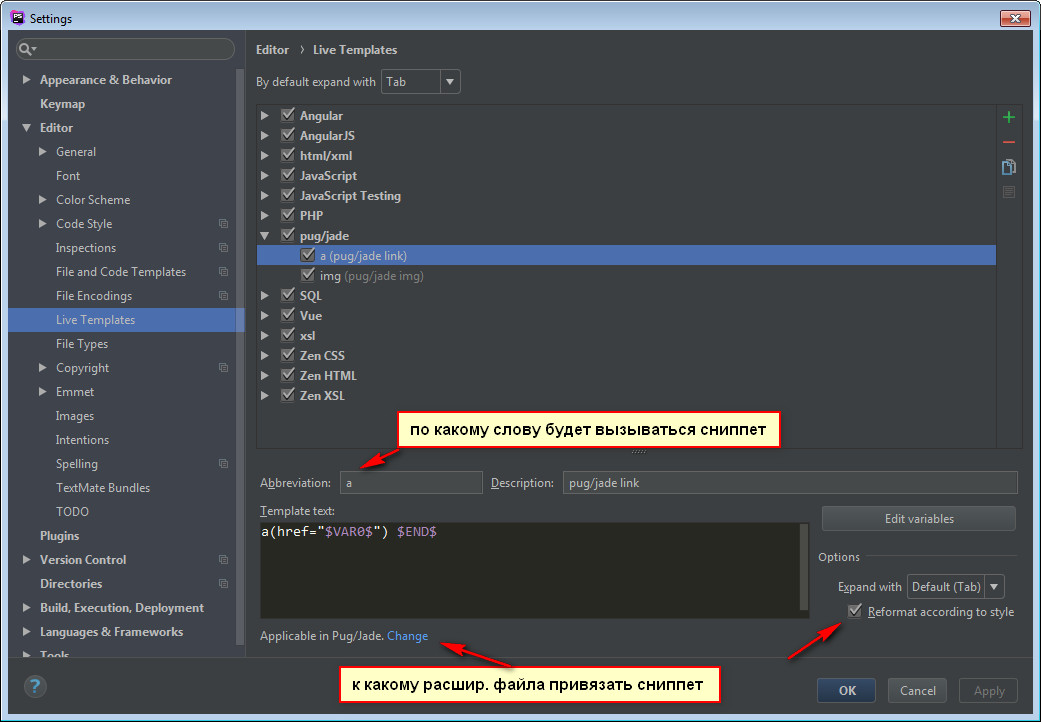 PS Settings
Appearance & Behavior
Keymap
Editor
General
Font
Color Scheme
Code Style
Inspections
File and Code Templates
File Encodings
Live Templates
File Types
Copyright
Emmet
Images
Intentions
Spelling
TextMate Bundles
TODO
Plugins
Version Control
Directories
Build, Execution, Deployment
Languages & Frameworks
Tools
?
Editor › Live Templates
By default expand with Tab
Angular
AngularJS
html/xml
JavaScript
JavaScript Testing
PHP
pug/jade
a (pug/jade link)
img (pug/jade img)
SQL
Vue
xsl
Zen CSS
Zen HTML
Zen XSL
по какому слову будет вызываться сниппет
Abbreviation: a Description: pug/jade link
Template text:
a(href="$VAR0$") $END$
Edit variables
Options
Expand with Default (Tab)
Reformat according to style
Applicable in Pug/Jade. Change
к какому расшир. файла привязать сниппет
OK Cancel Apply